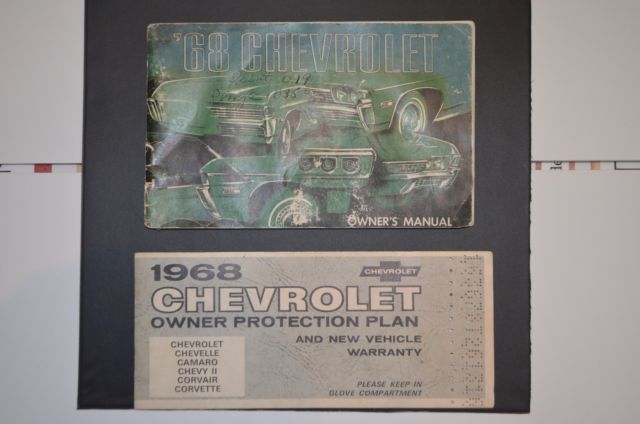 '68 CHEVROLET
OWNER'S MANUAL
1968
CHEVROLET
CHEVROLET
OWNER PROTECTION PLAN
AND NEW VEHICLE
WARRANTY
CHEVROLET
CHEVELLE
CAMARO
CHEVY II
CORVAIR
CORVETTE
PLEASE KEEP IN
GLOVE COMPARTMENT